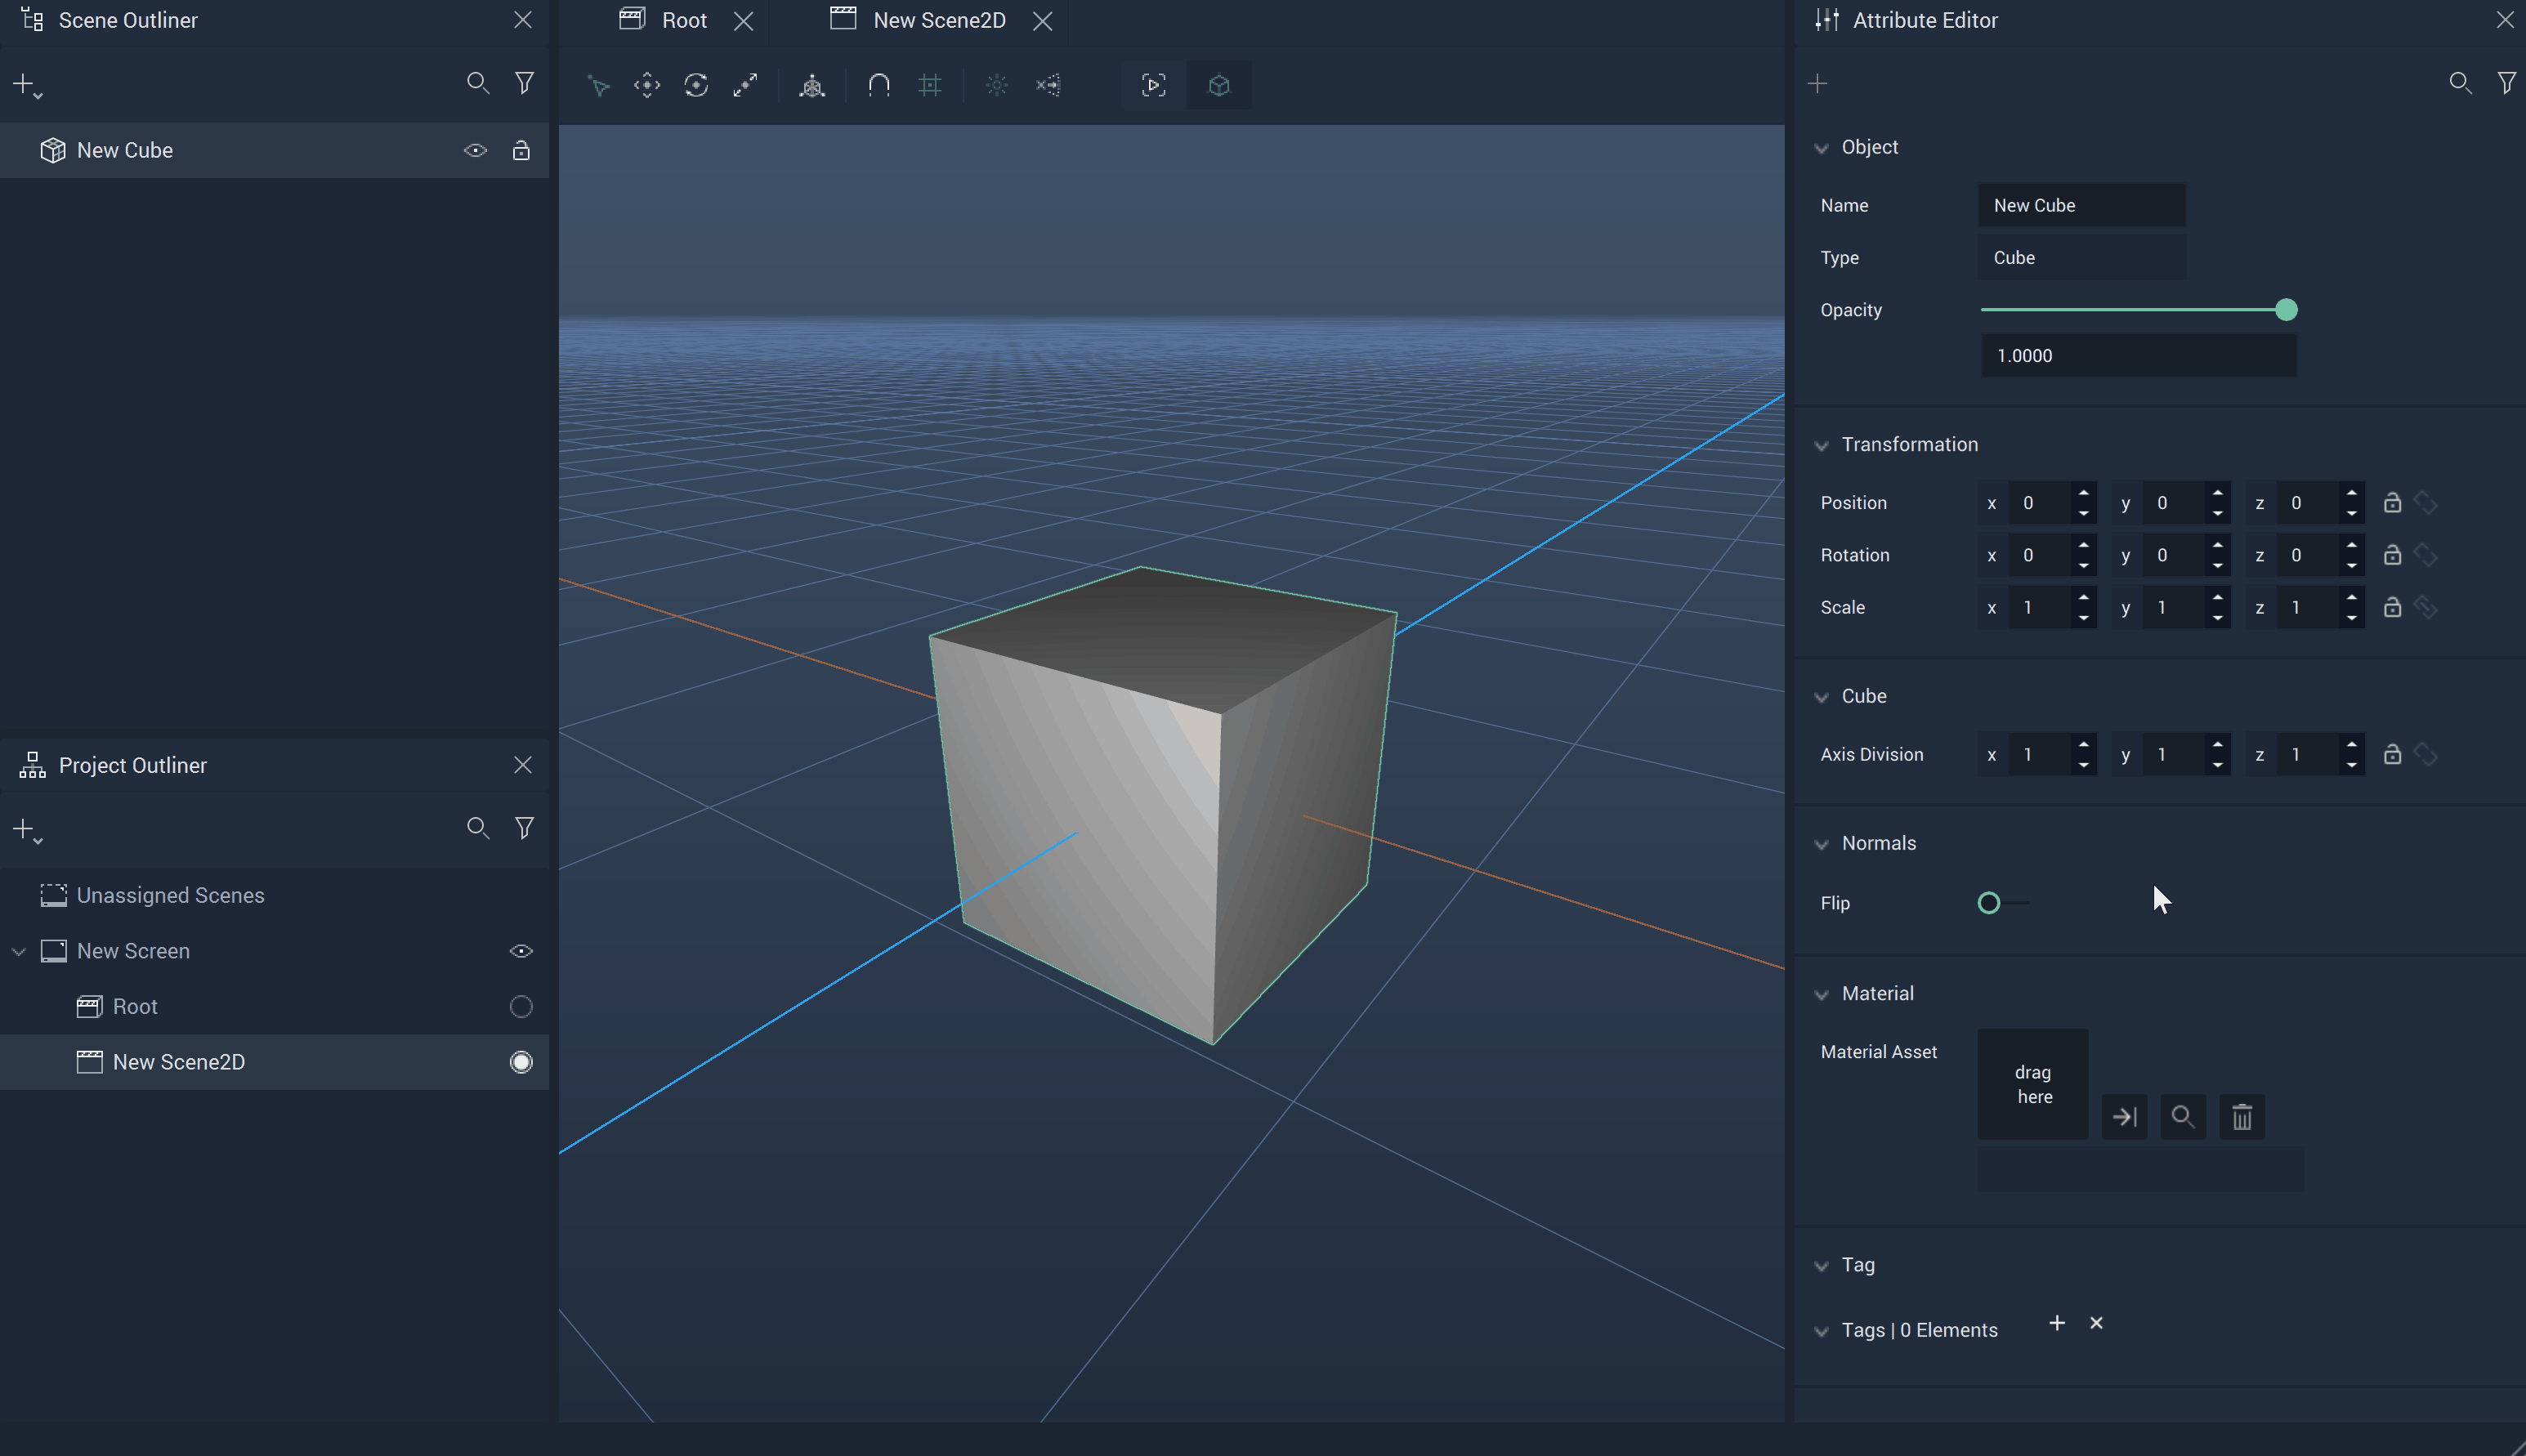 Scene Outliner
New Cube
Project Outliner
Unassigned Scenes
New Screen
Root
New Scene2D
Root
New Scene2D
Attribute Editor
Object
Name New Cube
Type Cube
Opacity
1.0000
Transformation
Position x 0 y 0 z 0
Rotation x 0 y 0 z 0
Scale x 1 y 1 z 1
Cube
Axis Division x 1 y 1 z 1
Normals
Flip
Material
Material Asset
drag
here
Tag
Tags | 0 Elements